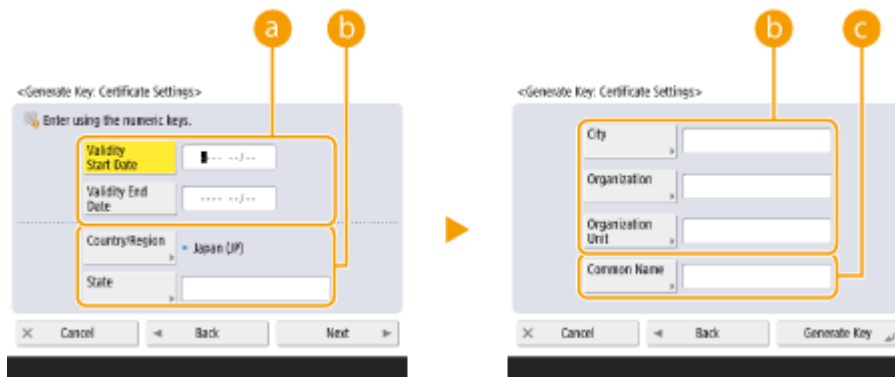 a
b
<Generate Key: Certificate Settings>
Enter using the numeric keys.
Validity
Start Date
--- --/--
Validity End
Date
---- --/--
Country/Region
Japan (JP)
State
Cancel
Back
Next
b
c
<Generate Key: Certificate Settings>
City
Organization
Organization
Unit
Common Name
Cancel
Back
Generate Key